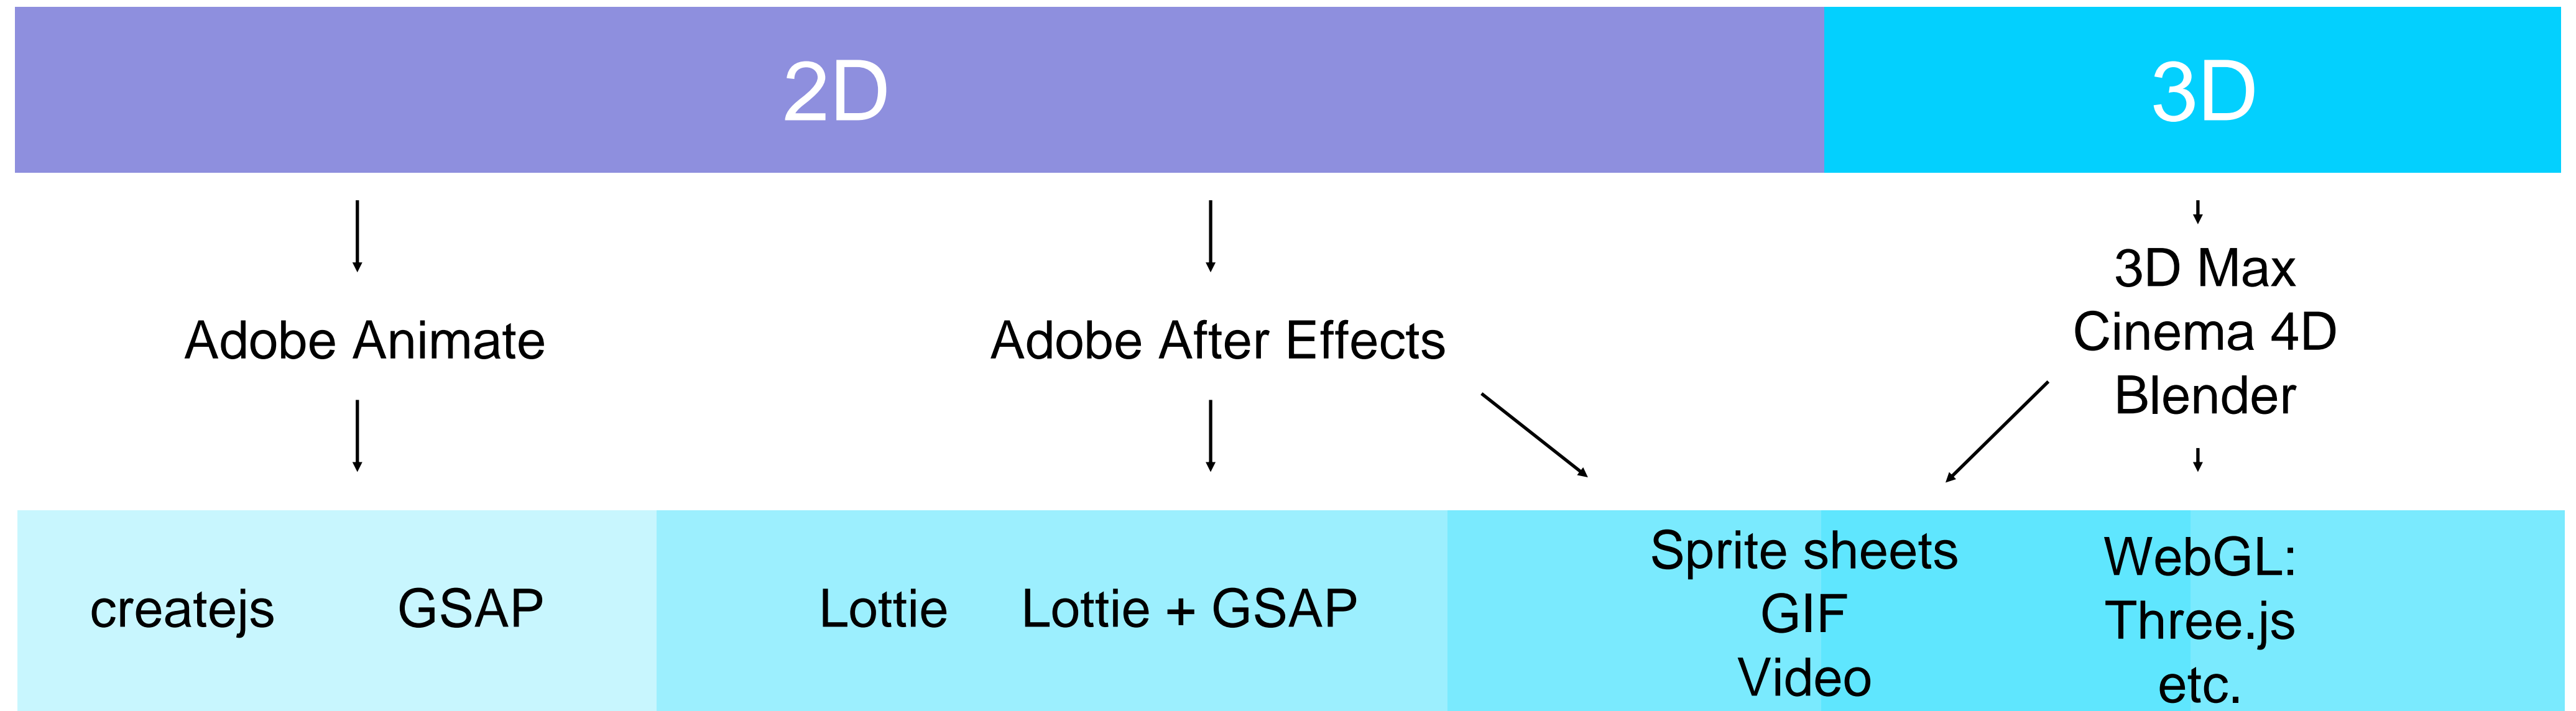 2D
3D
Adobe Animate
Adobe After Effects
3D Max
Cinema 4D
Blender
createjs
GSAP
Lottie
Lottie + GSAP
Sprite sheets
GIF
Video
WebGL:
Three.js
etc.